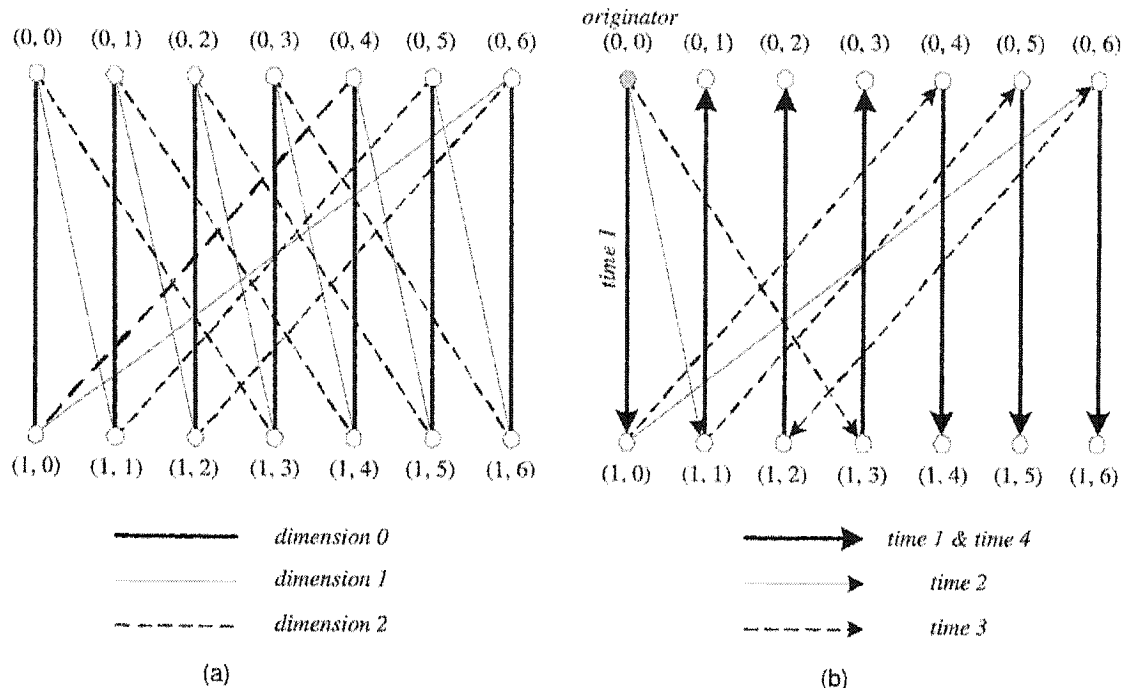 originator
(0, 0) (0, 1) (0, 2) (0, 3) (0, 4) (0, 5) (0, 6)
(0, 0) (0, 1) (0, 2) (0, 3) (0, 4) (0, 5) (0, 6)
time 1
(1, 0) (1, 1) (1, 2) (1, 3) (1, 4) (1, 5) (1, 6)
(1, 0) (1, 1) (1, 2) (1, 3) (1, 4) (1, 5) (1, 6)
dimension 0
dimension 1
dimension 2
(a)
time 1 & time 4
time 2
time 3
(b)